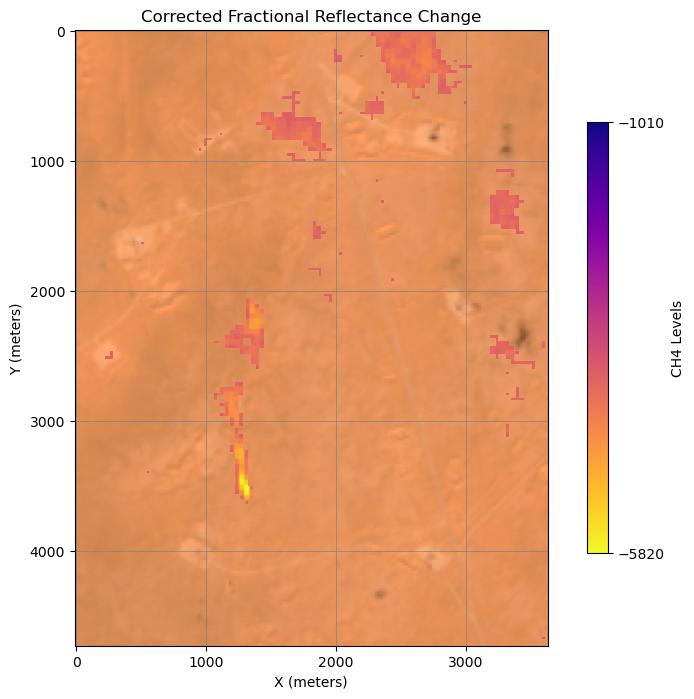 Corrected Fractional Reflectance Change
0
1000
2000
3000
4000
Y (meters)
0 1000 2000 3000
X (meters)
−1010
−5820
CH4 Levels